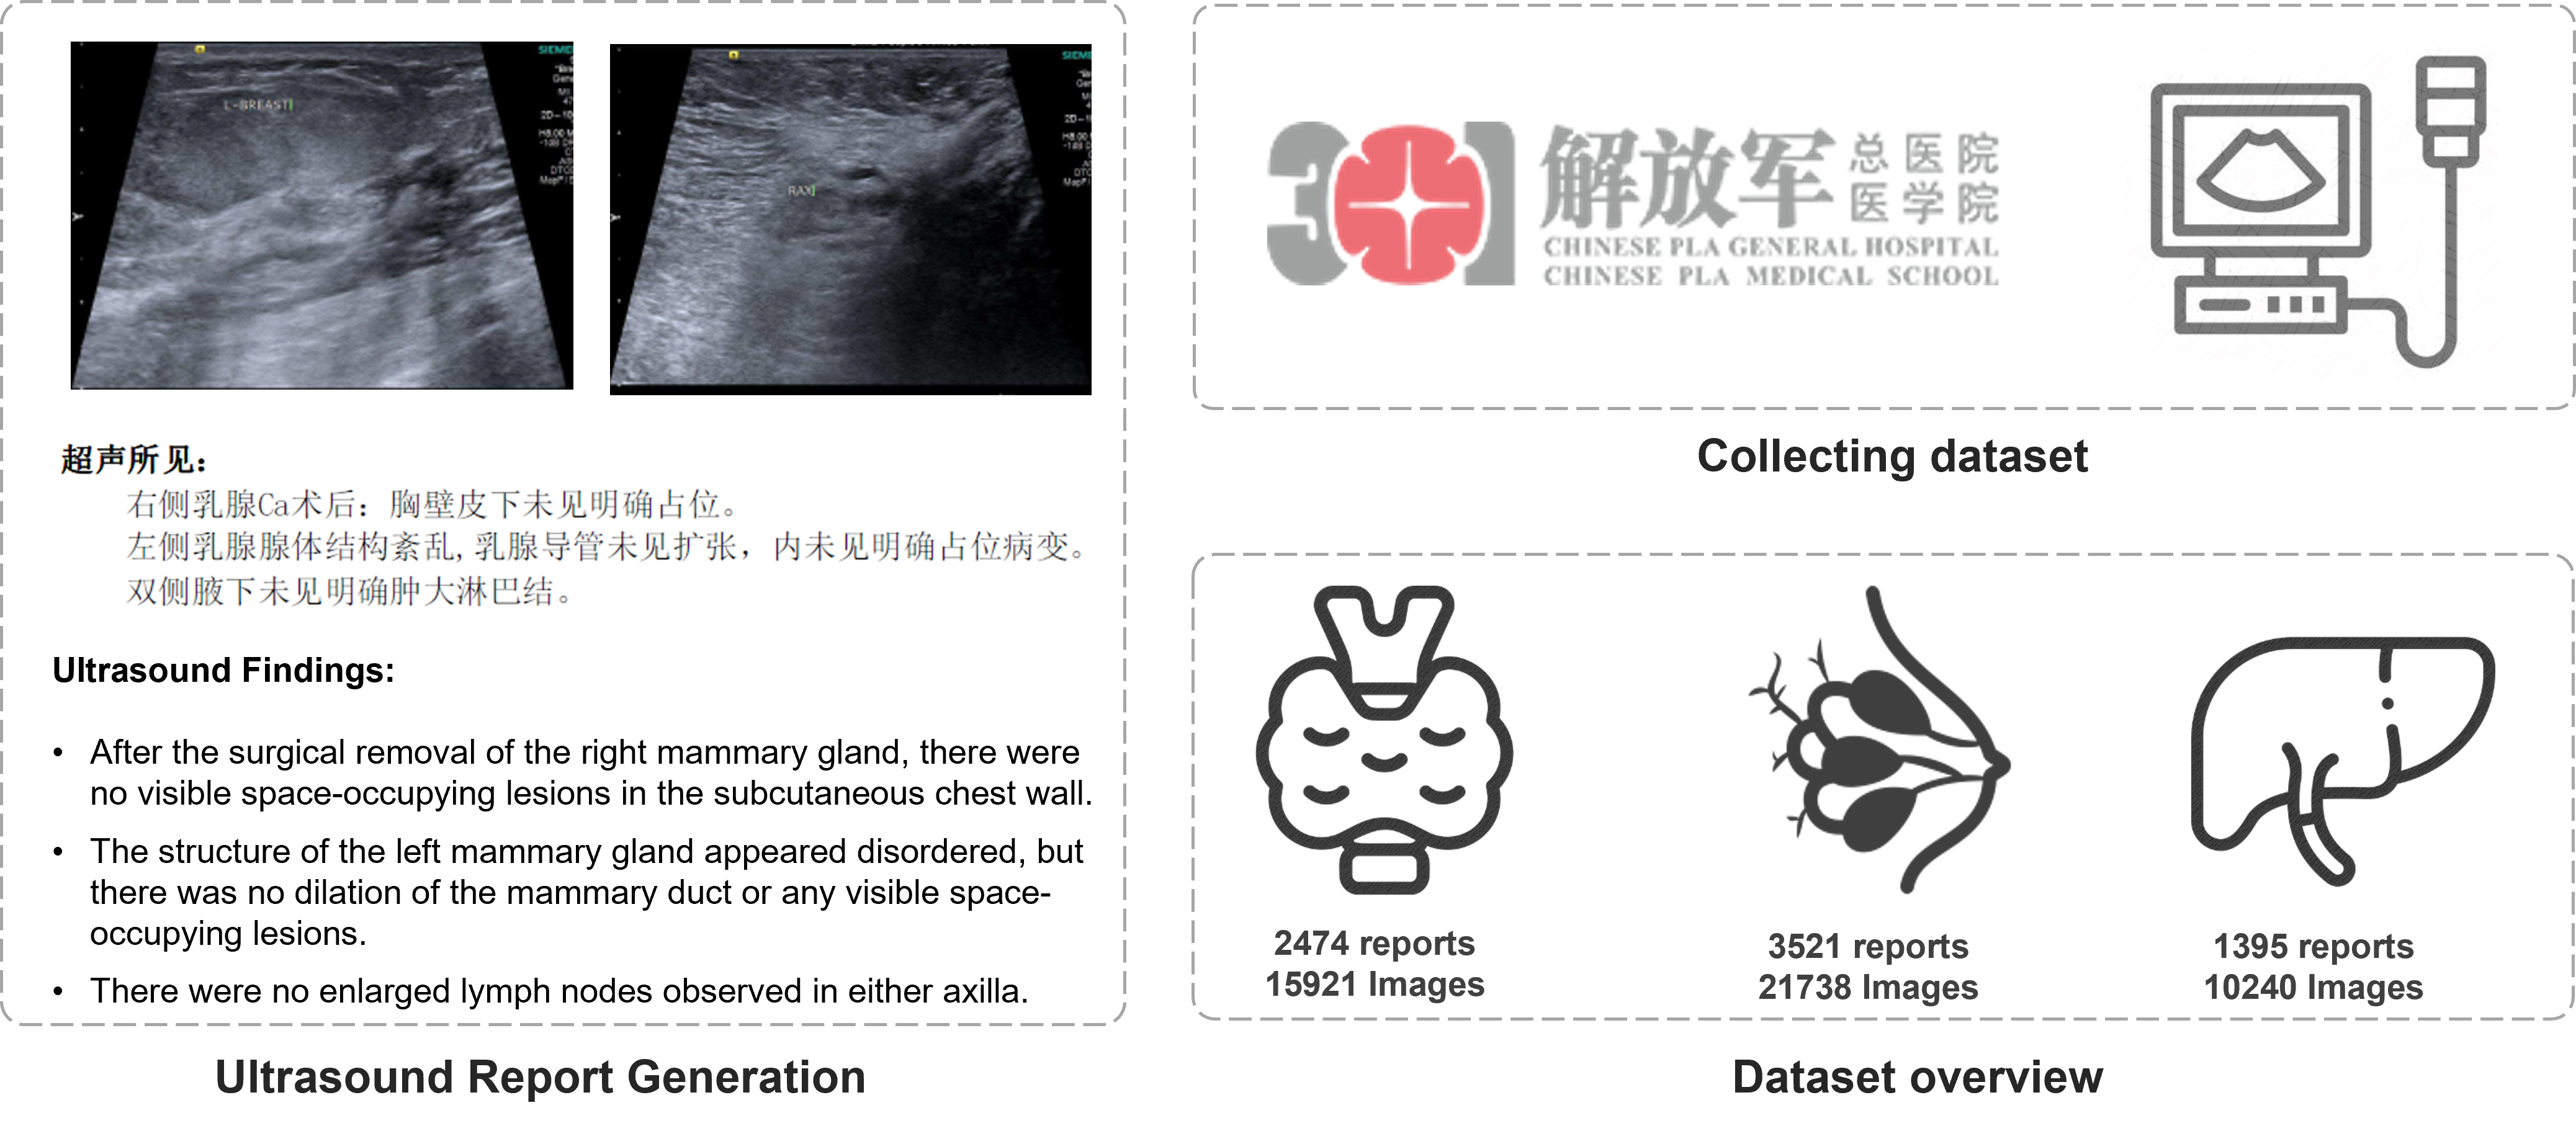 SIEME
L-BREAST
2D-10
SIEME
RAX
2D-1
超声所见：
右侧乳腺Ca术后：胸壁皮下未见明确占位。
左侧乳腺腺体结构紊乱，乳腺导管未见扩张，内未见明确占位病变。
双侧腋下未见明确肿大淋巴结。
Ultrasound Findings:
• After the surgical removal of the right mammary gland, there were
no visible space-occupying lesions in the subcutaneous chest wall.
• The structure of the left mammary gland appeared disordered, but
there was no dilation of the mammary duct or any visible space-
occupying lesions.
• There were no enlarged lymph nodes observed in either axilla.
Ultrasound Report Generation
301
解放军
总医院
医学院
CHINESE PLA GENERAL HOSPITAL
CHINESE PLA MEDICAL SCHOOL
Collecting dataset
2474 reports
15921 Images
3521 reports
21738 Images
1395 reports
10240 Images
Dataset overview